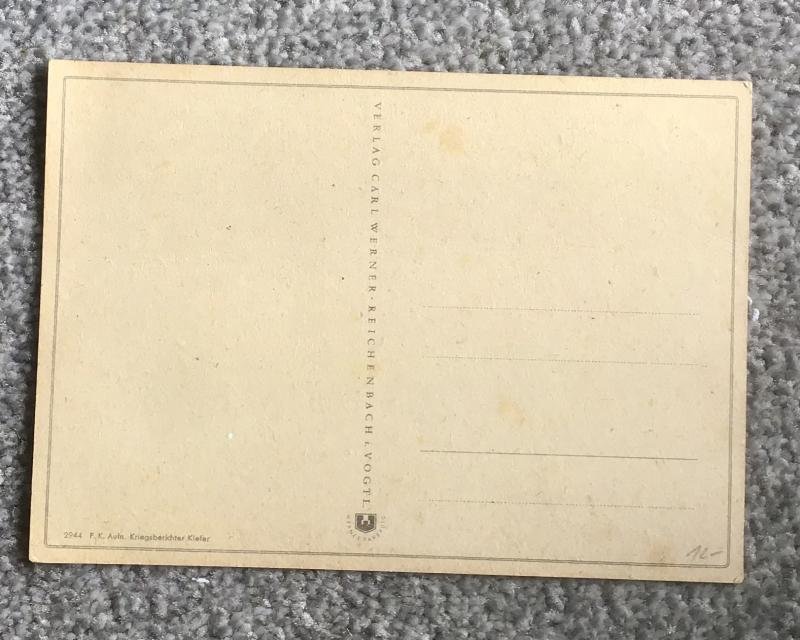 VERLAG CARL WERNER · REICHENBACH i. VOGTL
2944 P. K. Aufn. Kriegsberichter Kiefer
12-